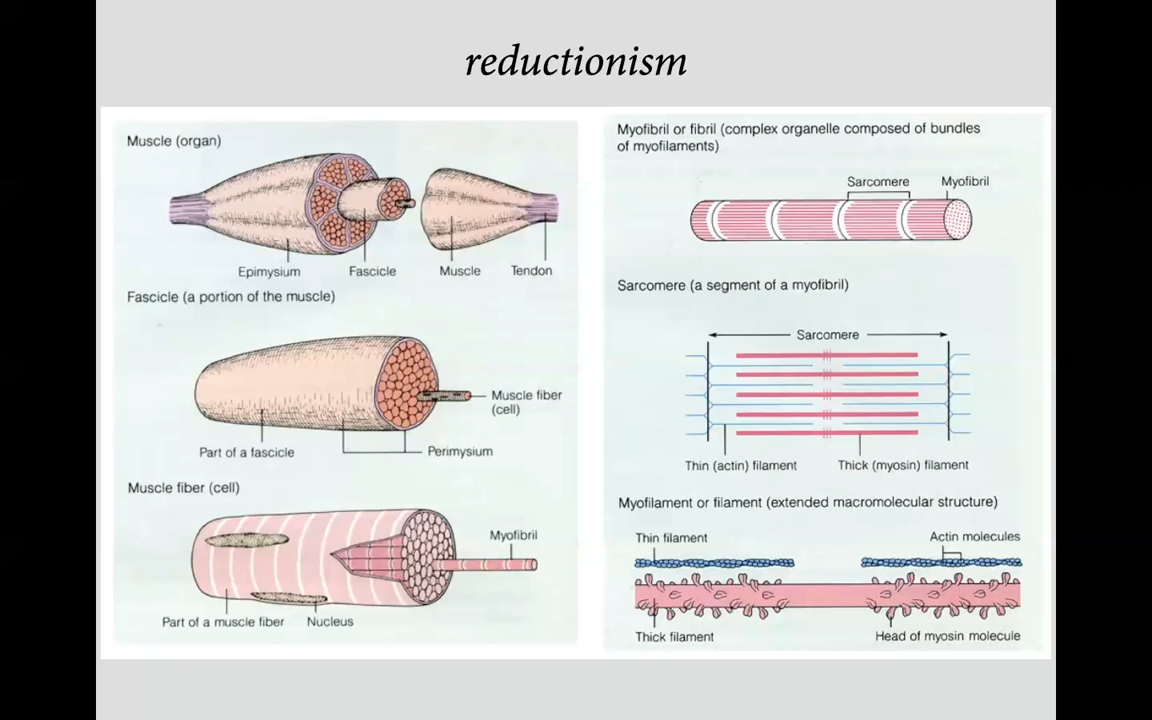 reductionism
Muscle (organ)
Epimysium
Fascicle
Muscle
Tendon
Fascicle (a portion of the muscle)
Muscle fiber
(cell)
Part of a fascicle
Perimysium
Muscle fiber (cell)
Myofibril
Part of a muscle fiber
Nucleus
Myofibril or fibril (complex organelle composed of bundles
of myofilaments)
Sarcomere
Myofibril
Sarcomere (a segment of a myofibril)
Sarcomere
Thin (actin) filament
Thick (myosin) filament
Myofilament or filament (extended macromolecular structure)
Thin filament
Actin molecules
Thick filament
Head of myosin molecule